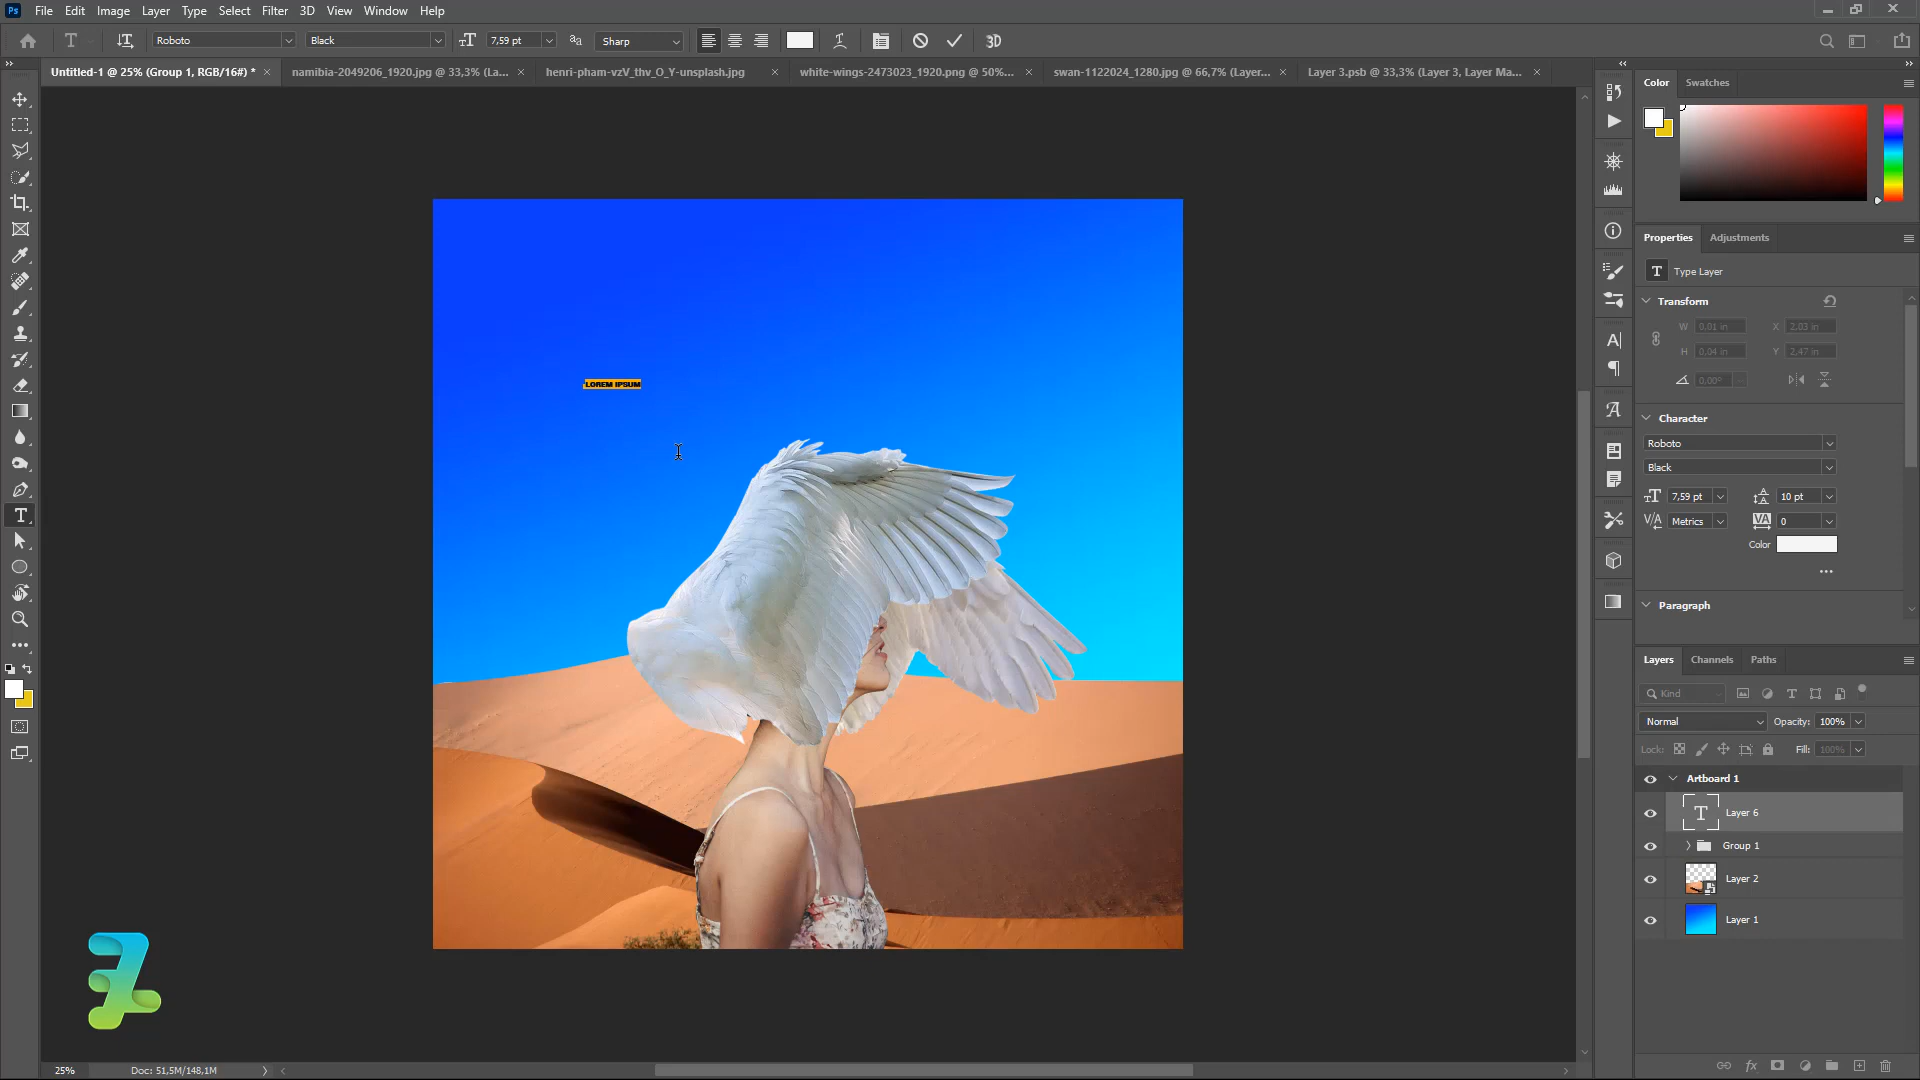 Ps File Edit Image Layer Type Select Filter 3D View Window Help
Roboto Black 7,59 pt Sharp 3D
Untitled-1 @ 25% (Group 1, RGB/16#) * namibia-2049206_1920.jpg @ 33,3% (La... henri-pham-vzV_thv_O_Y-unsplash.jpg white-wings-2473023_1920.png @ 50%... swan-1122024_1280.jpg @ 66,7% (Layer... Layer 3.psb @ 33,3% (Layer 3, Layer Ma...
Color Swatches
Properties Adjustments
Type Layer
Transform
W 0,01 in X 2,03 in
H 0,04 in Y 2,47 in
0,00°
Character
Roboto
Black
7,59 pt 10 pt
Metrics 0
Color
Paragraph
LOREM IPSUM
Layers Channels Paths
Kind
Normal Opacity: 100%
Lock: Fill: 100%
Artboard 1
Layer 6
Group 1
Layer 2
Layer 1
25% Doc: 51,5M/148,1M